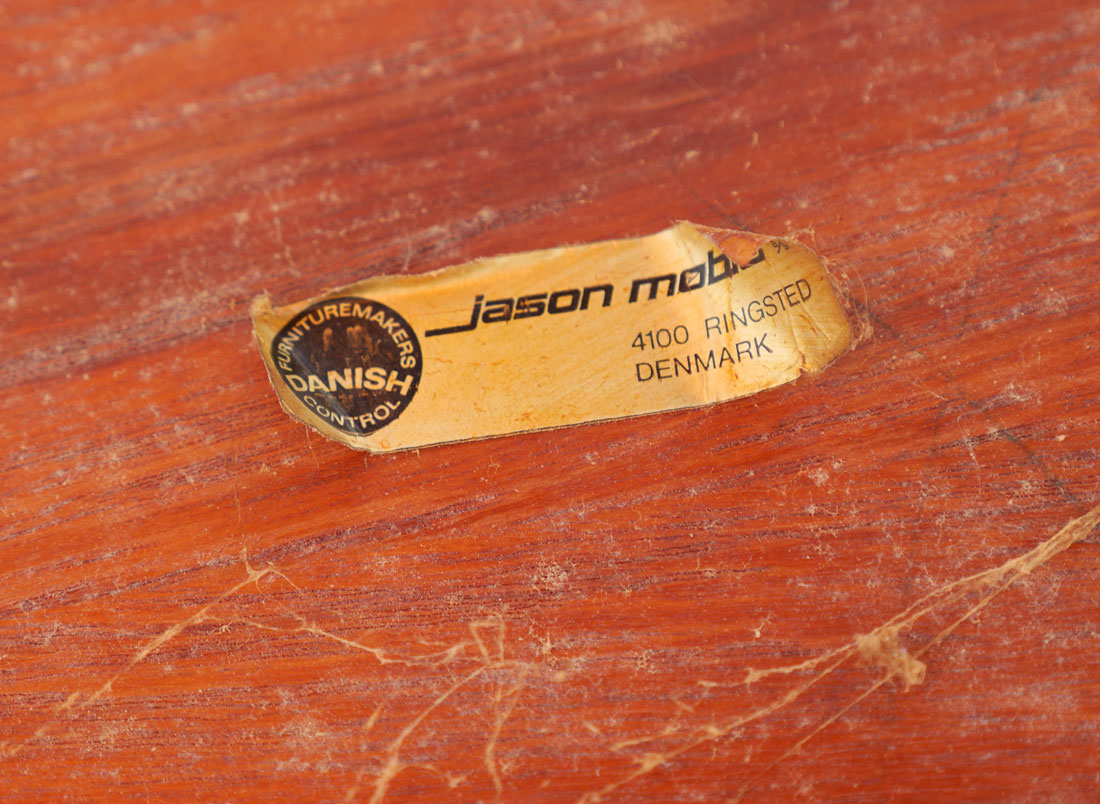 FURNITUREMAKERS
DANISH
CONTROL
jason
4100 RINGSTED
DENMARK